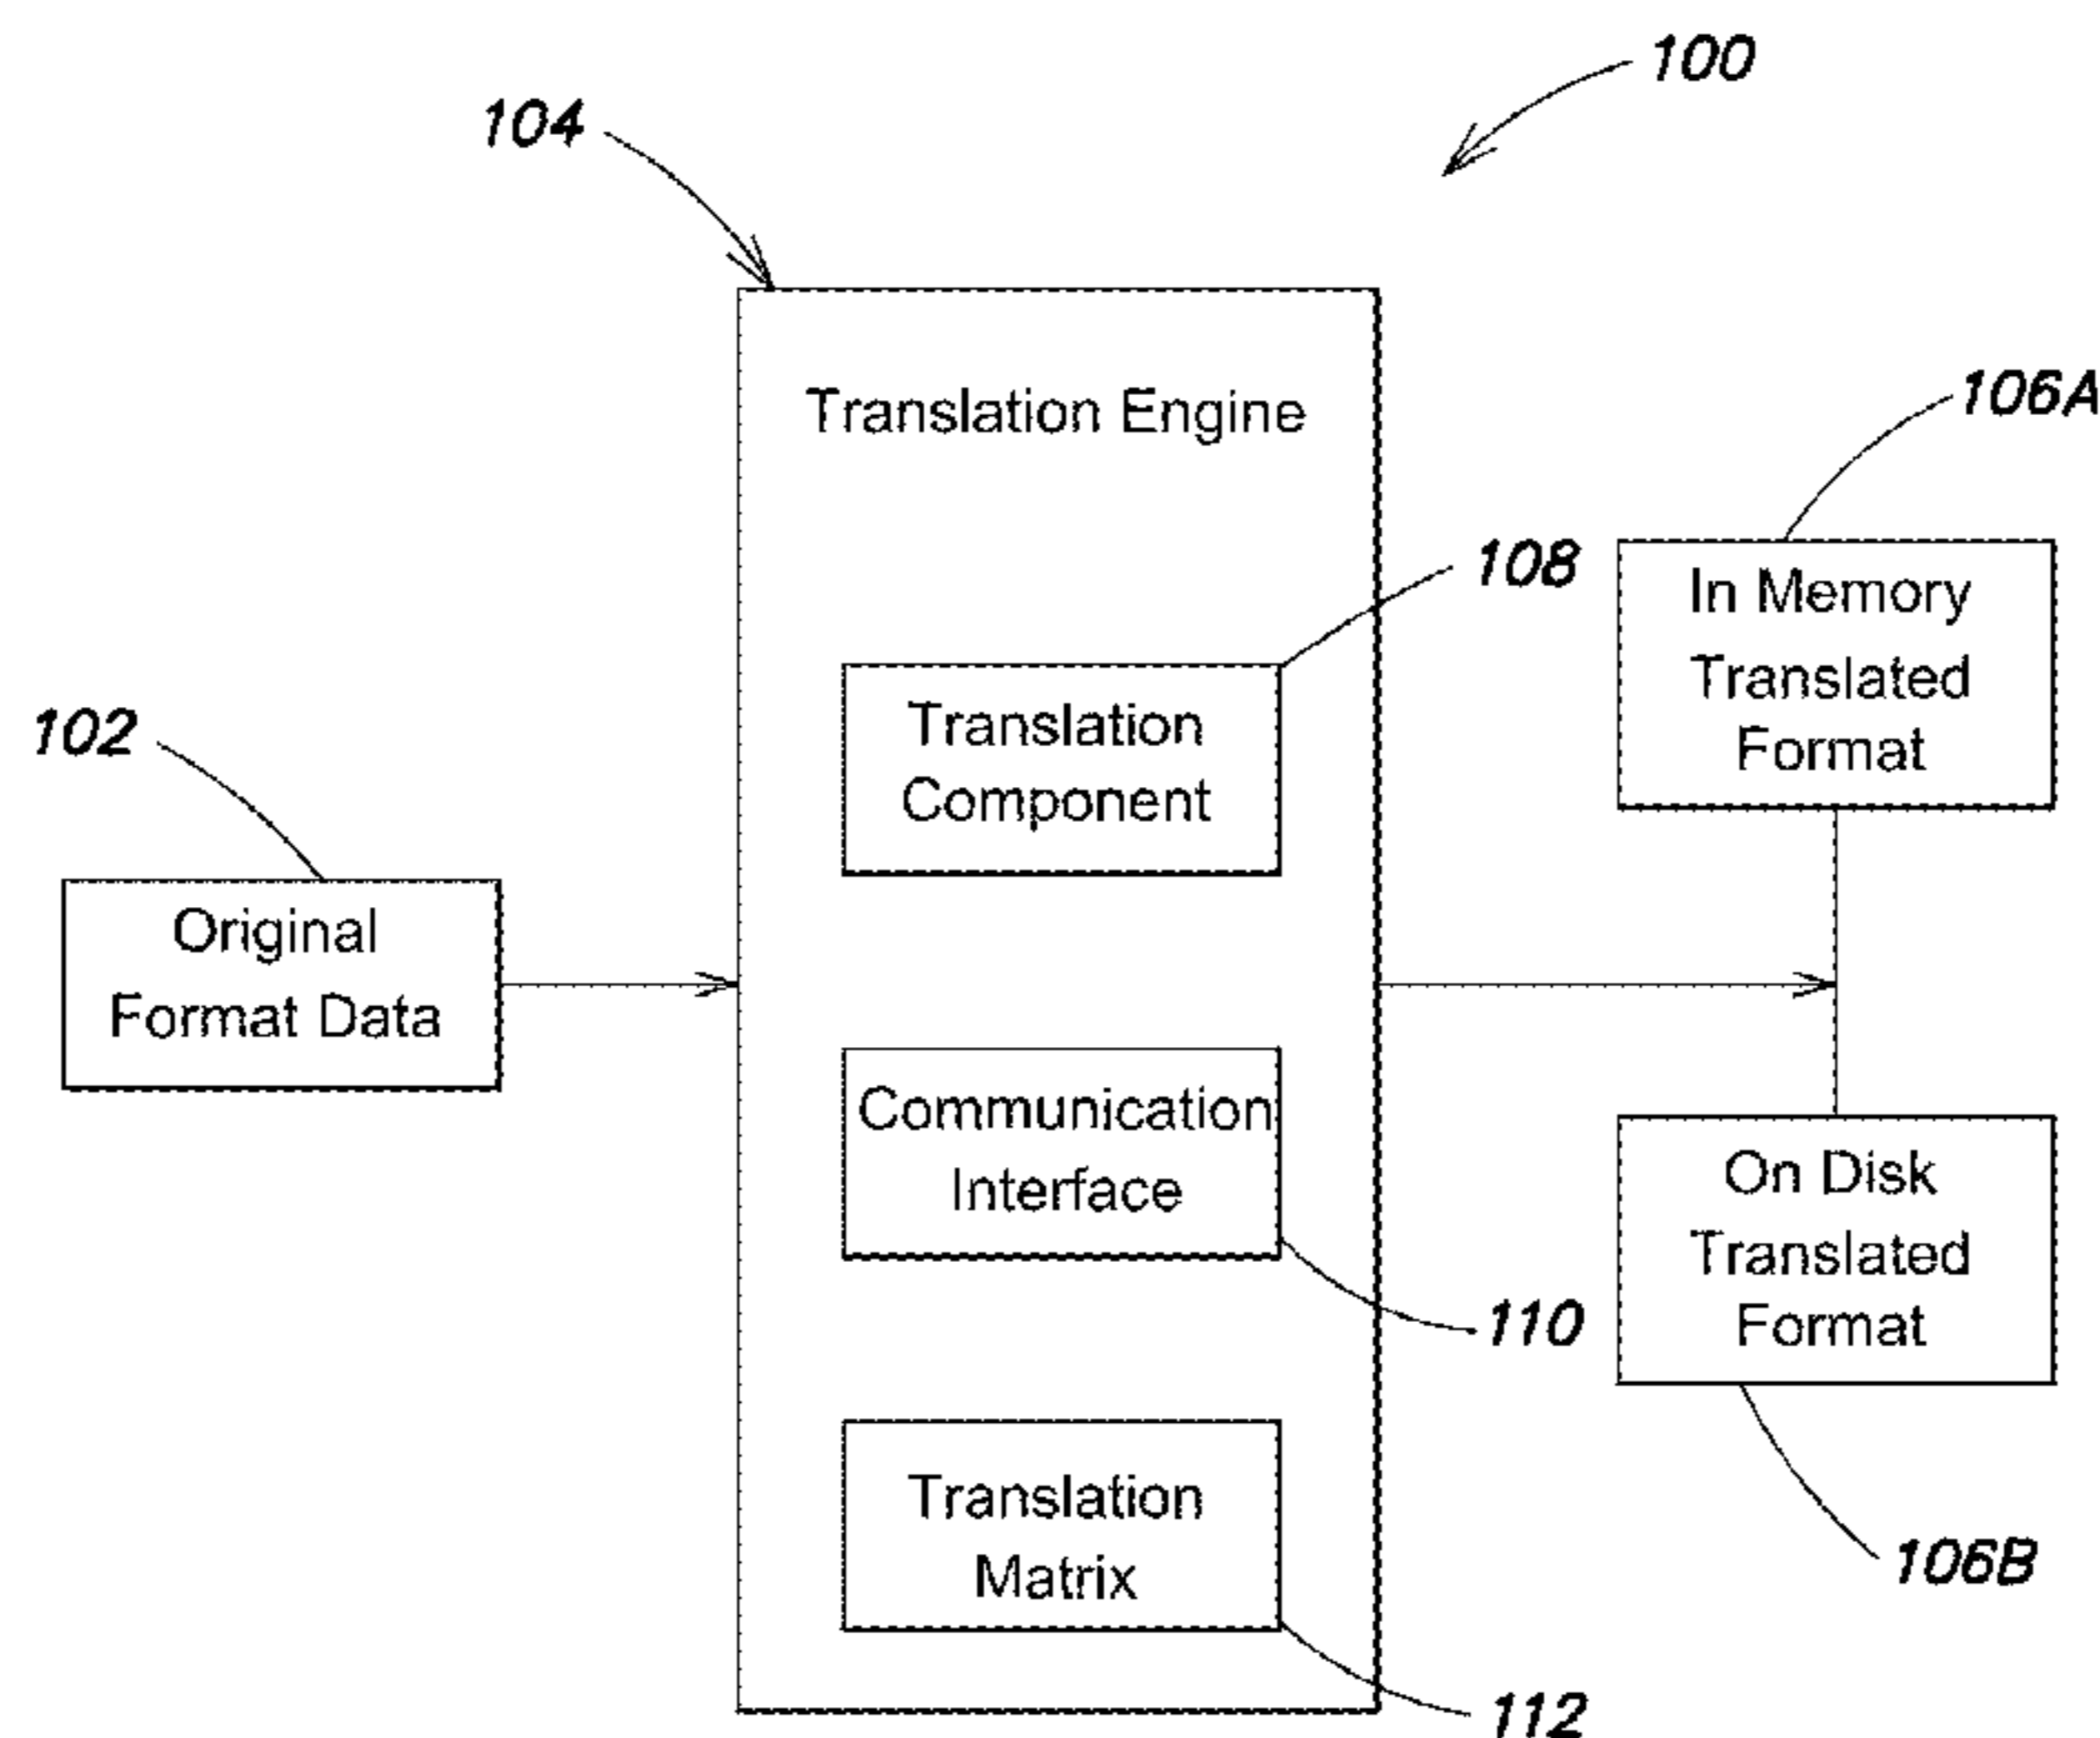 100
104
Translation Engine
106A
108
In Memory
Translated
Format
Translation
Component
102
Original
Format Data
Communication
Interface
110
On Disk
Translated
Format
106B
Translation
Matrix
112